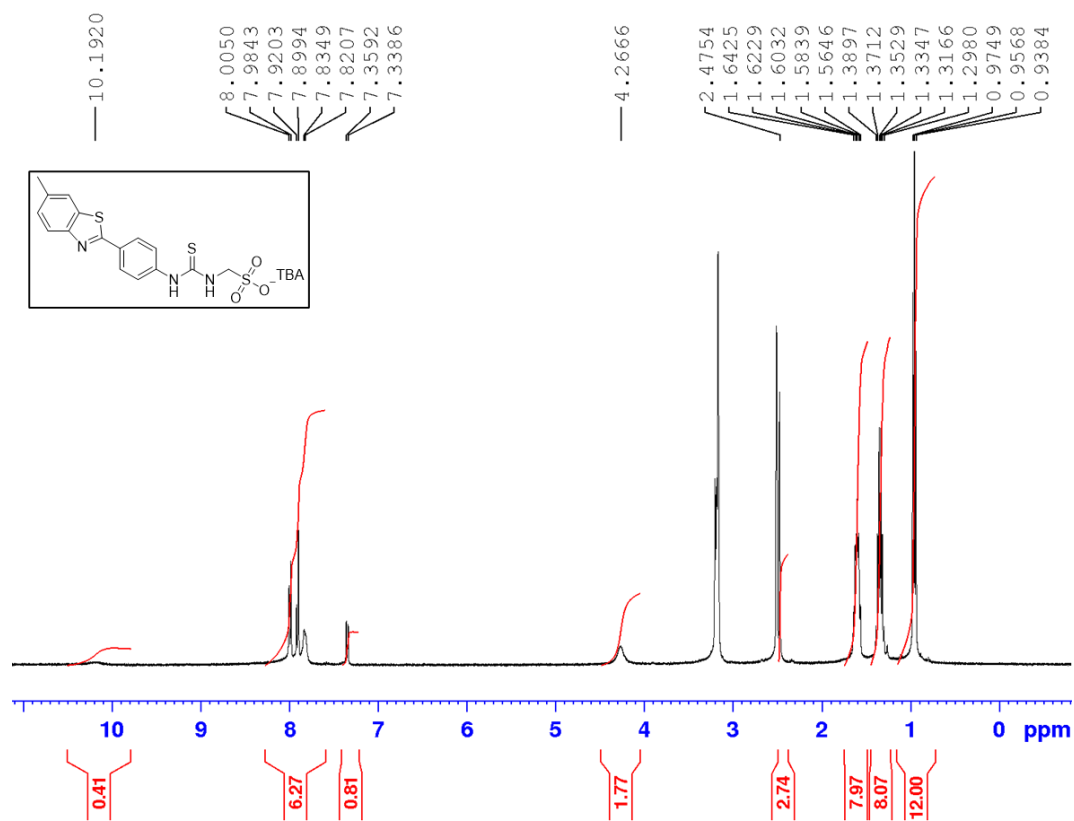 10.1920
8.0050
7.9843
7.9203
7.8994
7.8349
7.8207
7.3592
7.3386
4.2666
2.4754
1.6425
1.6229
1.6032
1.5839
1.5646
1.3897
1.3712
1.3529
1.3347
1.3166
1.2980
0.9749
0.9568
0.9384
S
N
S
N
H
N
H
O
S
O
O
-
TBA
10 9 8 7 6 5 4 3 2 1 0 ppm
0.41
6.27
0.81
1.77
2.74
7.97
8.07
12.00